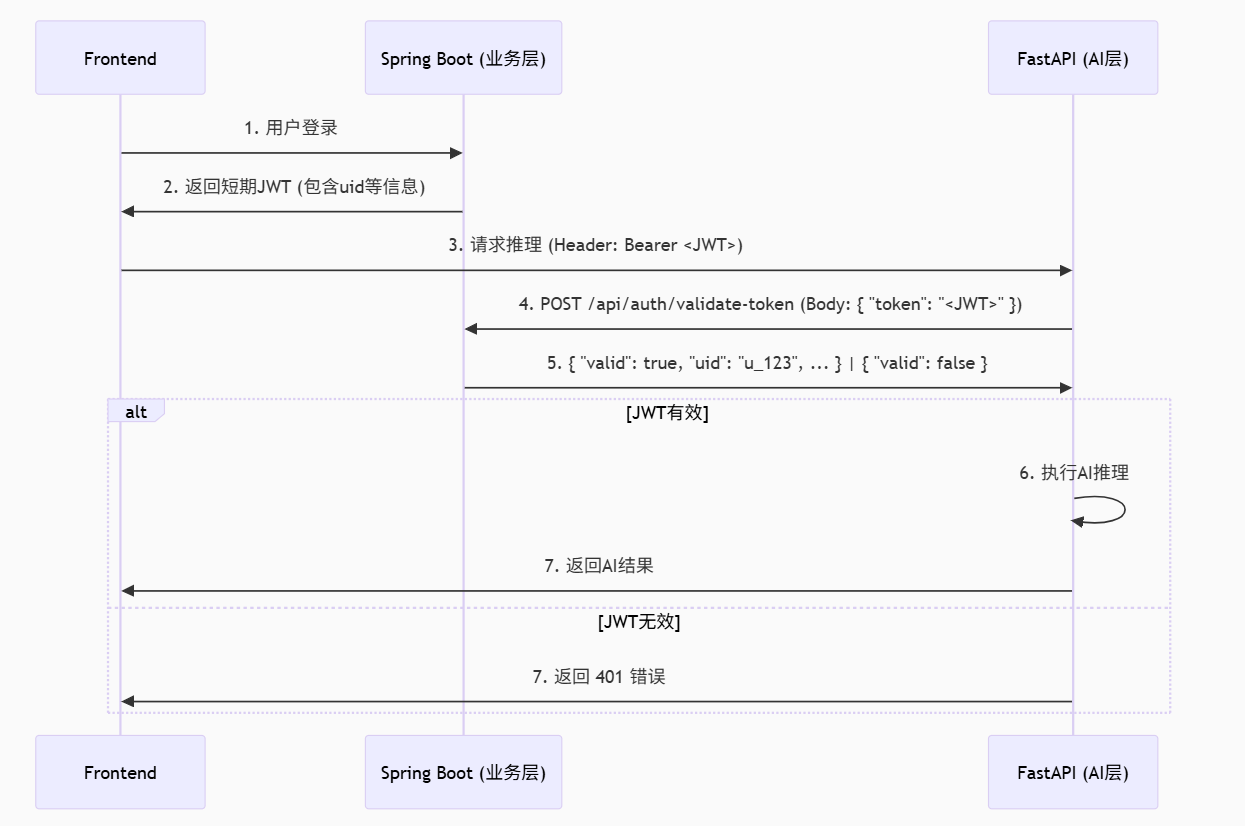 Frontend
Spring Boot (业务层)
FastAPI (AI层)
1. 用户登录
2. 返回短期JWT (包含uid等信息)
3. 请求推理 (Header: Bearer <JWT>)
4. POST /api/auth/validate-token (Body: { "token": "<JWT>" })
5. { "valid": true, "uid": "u_123", ... } | { "valid": false }
alt
[JWT有效]
6. 执行AI推理
7. 返回AI结果
[JWT无效]
7. 返回 401 错误
Frontend
Spring Boot (业务层)
FastAPI (AI层)